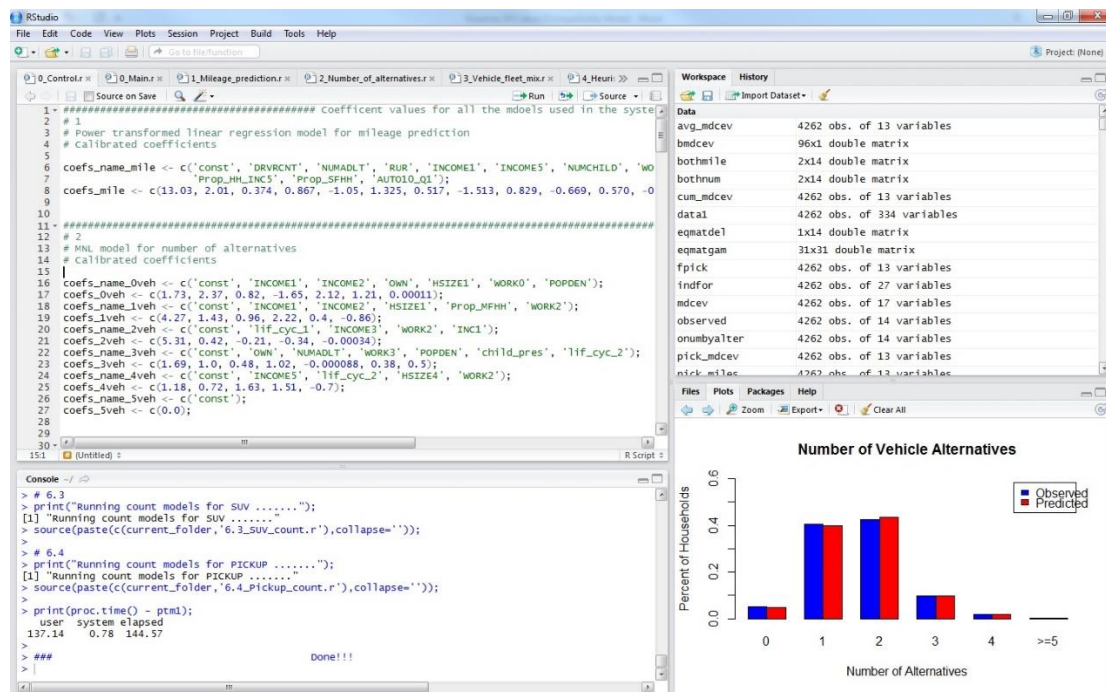 RStudio
File Edit Code View Plots Session Project Build Tools Help
Go to file/function
Project: (None)
0_Control.r × 0_Main.r × 1_Mileage_prediction.r × 2_Number_of_alternatives.r × 3_Vehicle_fleet_mix.r × 4_Heuri:
Source on Save Run Source
1 ######################################### Coefficent values for all the mdoels used in the syste
2 # 1
3 # Power transformed linear regression model for mileage prediction
4 # Calibrated coefficients
5
6 coefs_name_mile <- c('const', 'DRVRCNT', 'NUMADLT', 'RUR', 'INCOME1', 'INCOME5', 'NUMCHILD', 'WO
7 'Prop_HH_INC5', 'Prop_SFHH', 'AUTO10_Q1');
8 coefs_mile <- c(13.03, 2.01, 0.374, 0.867, -1.05, 1.325, 0.517, -1.513, 0.829, -0.669, 0.570, -0
9
10
11 ################################################################################################
12 # 2
13 # MNL model for number of alternatives
14 # Calibrated coefficients
15
16 coefs_name_0veh <- c('const', 'INCOME1', 'INCOME2', 'OWN', 'HSIZE1', 'WORK0', 'POPDEN');
17 coefs_0veh <- c(1.73, 2.37, 0.82, -1.65, 2.12, 1.21, 0.00011);
18 coefs_name_1veh <- c('const', 'INCOME1', 'INCOME2', 'HSIZE1', 'Prop_MFHH', 'WORK2');
19 coefs_1veh <- c(4.27, 1.43, 0.96, 2.22, 0.4, -0.86);
20 coefs_name_2veh <- c('const', 'lif_cyc_1', 'INCOME3', 'WORK2', 'INC1');
21 coefs_2veh <- c(5.31, 0.42, -0.21, -0.34, -0.00034);
22 coefs_name_3veh <- c('const', 'OWN', 'NUMADLT', 'WORK3', 'POPDEN', 'child_pres', 'lif_cyc_2');
23 coefs_3veh <- c(1.69, 1.0, 0.48, 1.02, -0.000088, 0.38, 0.5);
24 coefs_name_4veh <- c('const', 'INCOME5', 'lif_cyc_2', 'HSIZE4', 'WORK2');
25 coefs_4veh <- c(1.18, 0.72, 1.63, 1.51, -0.7);
26 coefs_name_5veh <- c('const');
27 coefs_5veh <- c(0.0);
28
29
30
15:1 (Untitled) R Script
Console ~/
> # 6.3
> print("Running count models for SUV .......");
[1] "Running count models for SUV ......."
> source(paste(c(current_folder,'6.3_SUV_count.r'),collapse=''));
>
> # 6.4
> print("Running count models for PICKUP .......");
[1] "Running count models for PICKUP ......."
> source(paste(c(current_folder,'6.4_Pickup_count.r'),collapse=''));
>
> print(proc.time() - ptm1);
user system elapsed
137.14 0.78 144.57
>
> ### Done!!!
>
Workspace History
Import Dataset
Data
avg_mdcev 4262 obs. of 13 variables
bmdcev 96x1 double matrix
bothmile 2x14 double matrix
bothnum 2x14 double matrix
cum_mdcev 4262 obs. of 13 variables
data1 4262 obs. of 334 variables
eqmatdel 1x14 double matrix
eqmatgam 31x31 double matrix
fpick 4262 obs. of 13 variables
indfor 4262 obs. of 27 variables
mdcev 4262 obs. of 17 variables
observed 4262 obs. of 14 variables
onumbyalter 4262 obs. of 14 variables
pick_mdcev 4262 obs. of 13 variables
pick_miles 4262 obs. of 13 variables
Files Plots Packages Help
Zoom Export Clear All
Number of Vehicle Alternatives
Observed
Predicted
Percent of Households
0.6
0.4
0.2
0.0
0 1 2 3 4 >=5
Number of Alternatives